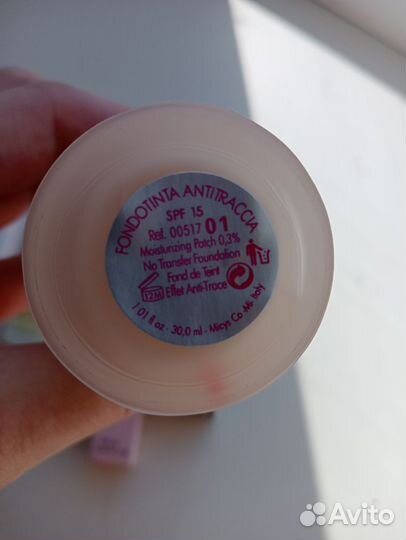 FONDOTINTA ANTITRACCIA
SPF 15
Ref. 00517 01
Moisturizing Patch 0,3%
No Transfer Foundation
Fond de Teint
12M Effet Anti-Trace
1.01 fl.oz - 30,0 ml - Micys Co -Mi- Italy
Avito